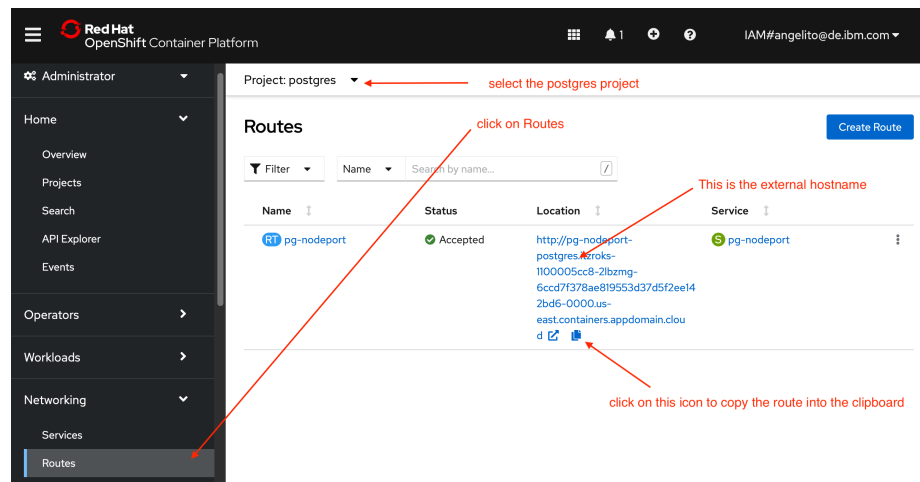 Red Hat
OpenShift Container Platform
1
IAM#angelito@de.ibm.com
Administrator
Home
Overview
Projects
Search
API Explorer
Events
Operators
Workloads
Networking
Services
Routes
Project: postgres
select the postgres project
Routes
click on Routes
Create Route
Filter
Name
Search by name...
/
This is the external hostname
Name
Status
Location
Service
RT pg-nodeport
Accepted
http://pg-nodeport-
1100005cc8-2lbzmg-
6ccd7f378ae819553d37d5f2ee14
2bd6-0000.us-
east.containers.appdomain.clou
d
S pg-nodeport
click on this icon to copy the route into the clipboard